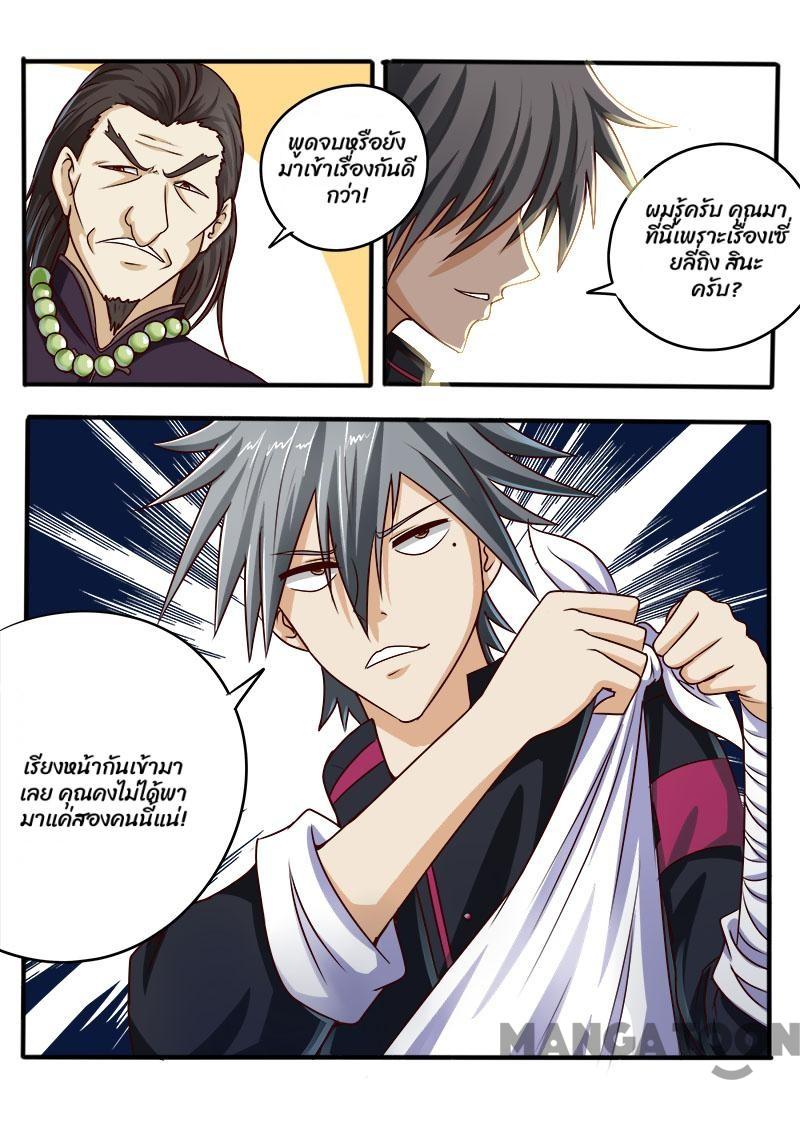 พูดจบหรือยัง
มาเข้าเรื่องกันดี
กว่า!
ผมรู้ครับ คุณมา
ที่นี่เพราะเรื่องเซี่
ยลี่ถิง สินะ
ครับ?
เรียงหน้ากันเข้ามา
เลย คุณคงไม่ได้พา
มาแค่สองคนนี้แน่!
MANGATOON